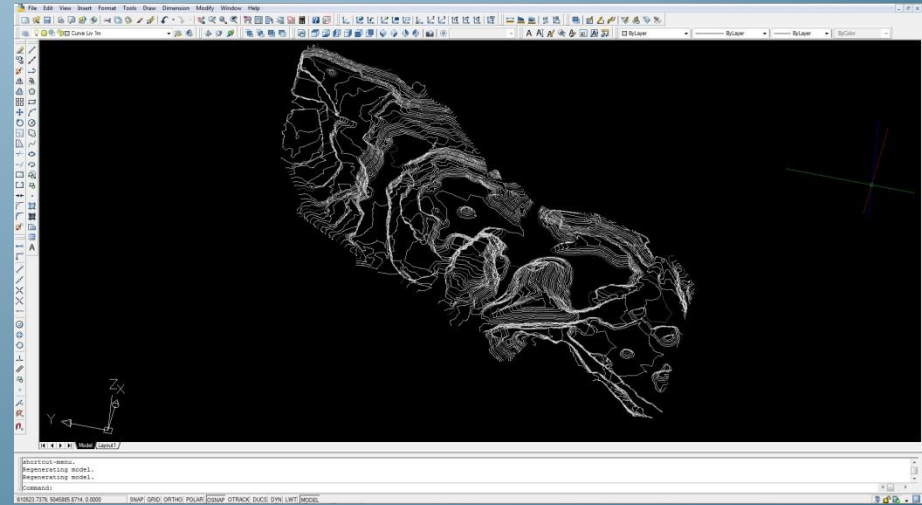 File Edit View Insert Format Tools Draw Dimension Modify Window Help
Curve Liv 1m ByLayer ByLayer ByLayer ByColor
Z X
Y
Model Layout1
shortcut-menu.
Regenerating model.
Regenerating model.
Command:
610523.7379, 5045885.6714, 0.0000 SNAP GRID ORTHO POLAR OSNAP OTRACK DUCS DYN LWT MODEL